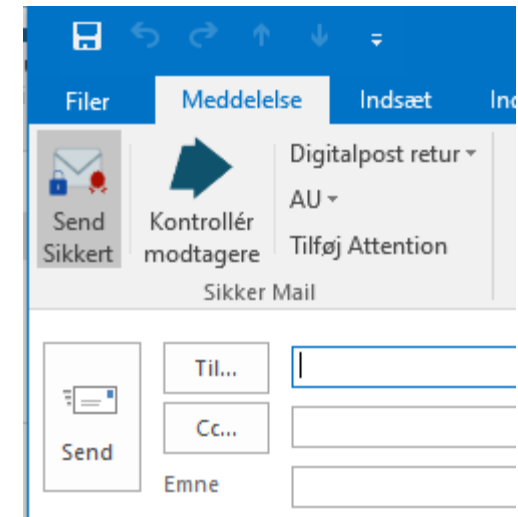 Filer Meddelelse Indsæt
Send Sikkert
Kontrollér modtagere
Digitalpost retur
AU
Tilføj Attention
Sikker Mail
Send
Til...
Cc...
Emne